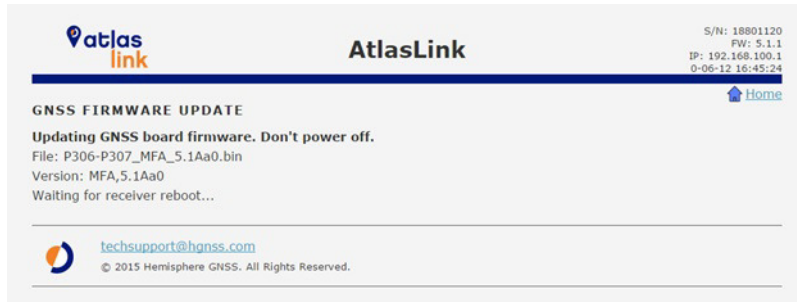 atlas
link
AtlasLink
S/N: 18801120
FW: 5.1.1
IP: 192.168.100.1
0-06-12 16:45:24
Home
GNSS FIRMWARE UPDATE
Updating GNSS board firmware. Don't power off.
File: P306-P307_MFA_5.1Aa0.bin
Version: MFA,5.1Aa0
Waiting for receiver reboot...
techsupport@hgnss.com
© 2015 Hemisphere GNSS. All Rights Reserved.